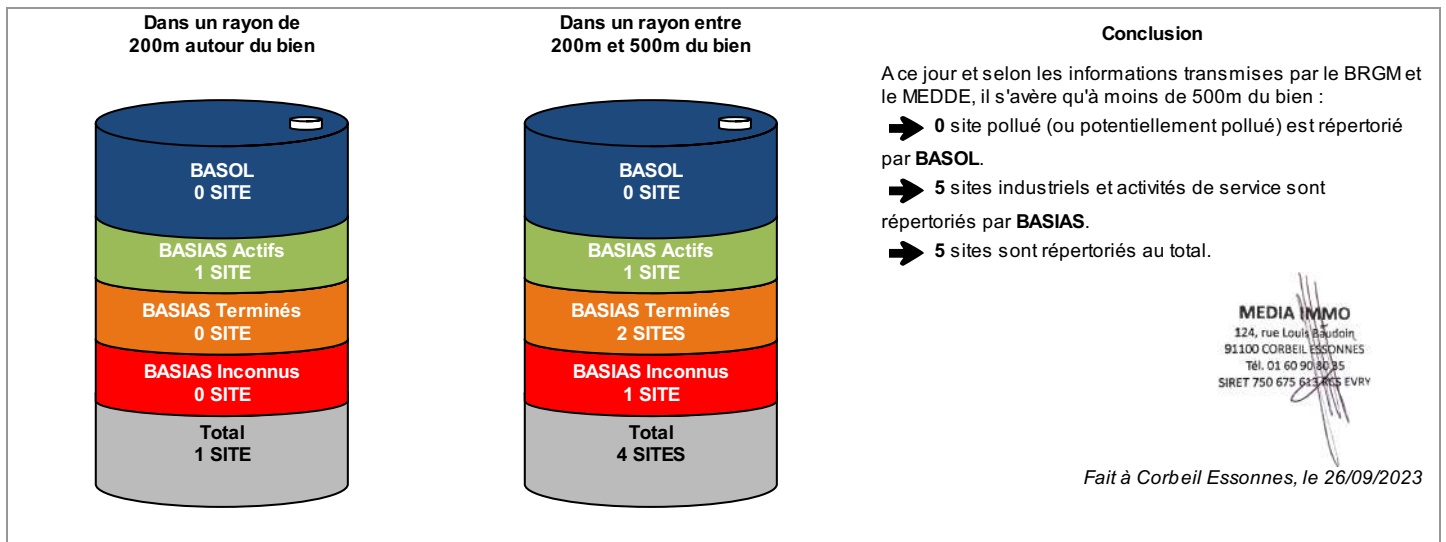 Dans un rayon de
200m autour du bien
BASOL
0 SITE
BASIAS Actifs
1 SITE
BASIAS Terminés
0 SITE
BASIAS Inconnus
0 SITE
Total
1 SITE
Dans un rayon entre
200m et 500m du bien
BASOL
0 SITE
BASIAS Actifs
1 SITE
BASIAS Terminés
2 SITES
BASIAS Inconnus
1 SITE
Total
4 SITES
Conclusion
A ce jour et selon les informations transmises par le BRGM et
le MEDDE, il s'avère qu'à moins de 500m du bien :
0 site pollué (ou potentiellement pollué) est répertorié
par BASOL.
5 sites industriels et activités de service sont
répertoriés par BASIAS.
5 sites sont répertoriés au total.
MEDIA IMMO
124, rue Louis Baudoin
91100 CORBEIL ESSONNES
Tél. 01 60 90 80 85
SIRET 750 675 613 RCS EVRY
Fait à Corbeil Essonnes, le 26/09/2023